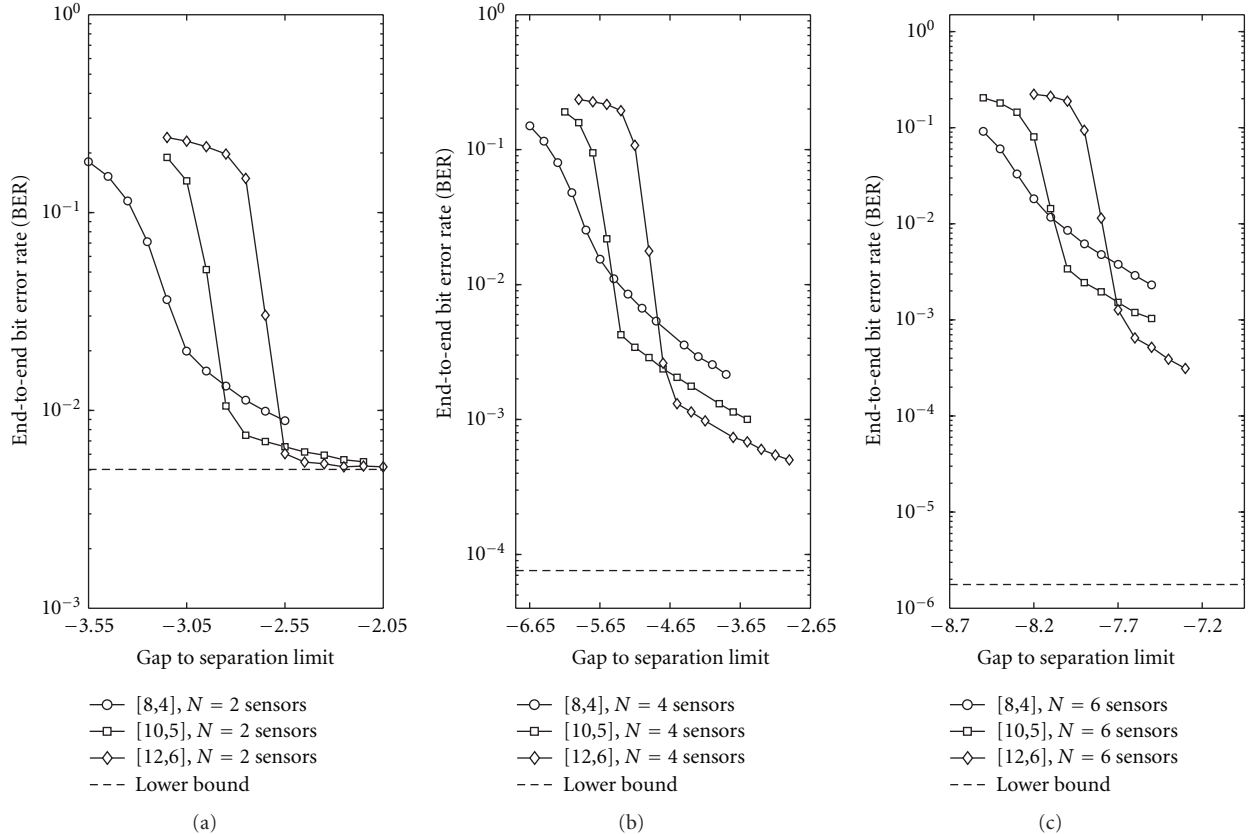 10^0
10^−1
10^−2
10^−3
End-to-end bit error rate (BER)
−3.55 −3.05 −2.55 −2.05
Gap to separation limit
[8,4], N = 2 sensors
[10,5], N = 2 sensors
[12,6], N = 2 sensors
Lower bound
(a)
10^0
10^−1
10^−2
10^−3
10^−4
End-to-end bit error rate (BER)
−6.65 −5.65 −4.65 −3.65 −2.65
Gap to separation limit
[8,4], N = 4 sensors
[10,5], N = 4 sensors
[12,6], N = 4 sensors
Lower bound
(b)
10^0
10^−1
10^−2
10^−3
10^−4
10^−5
10^−6
End-to-end bit error rate (BER)
−8.7 −8.2 −7.7 −7.2
Gap to separation limit
[8,4], N = 6 sensors
[10,5], N = 6 sensors
[12,6], N = 6 sensors
Lower bound
(c)